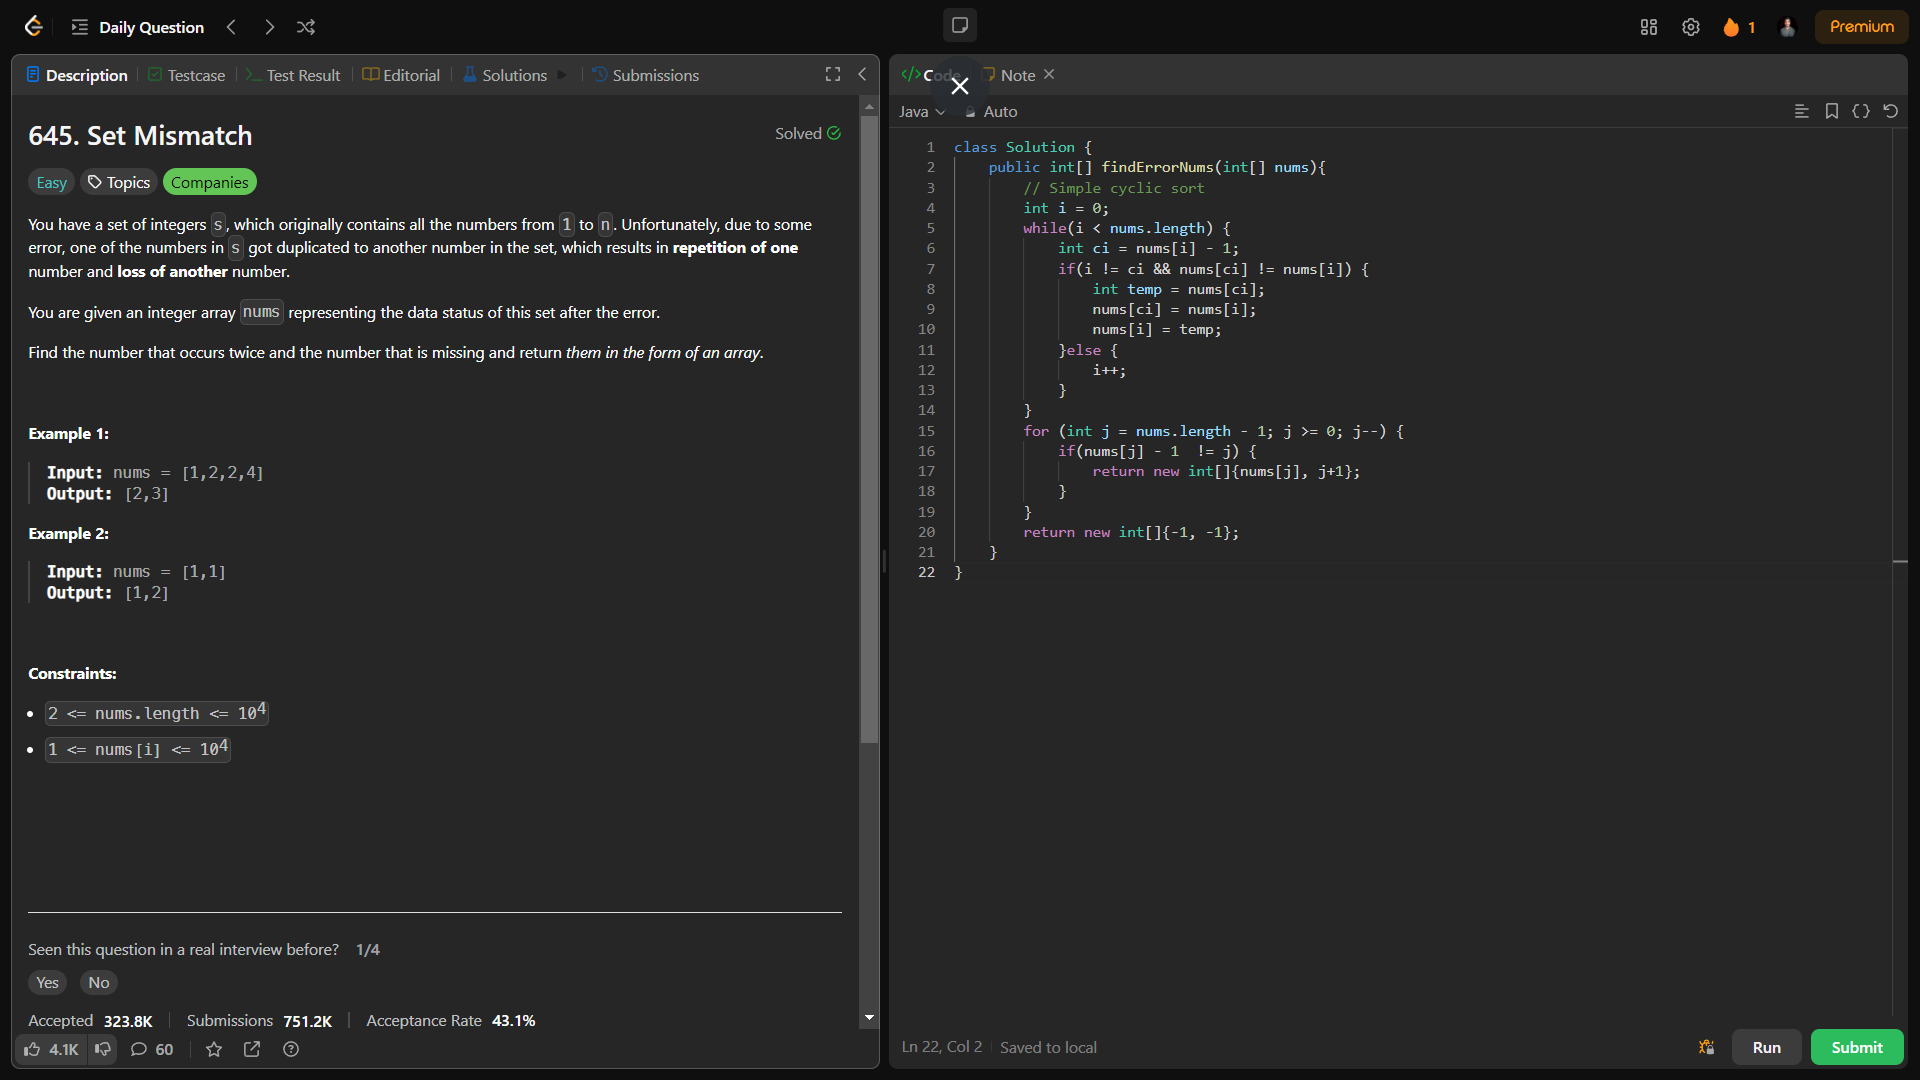 Daily Question
1
Premium
Description
Testcase
Test Result
Editorial
Solutions
Submissions
645. Set Mismatch
Solved
Easy
Topics
Companies
You have a set of integers s, which originally contains all the numbers from 1 to n. Unfortunately, due to some
error, one of the numbers in s got duplicated to another number in the set, which results in repetition of one
number and loss of another number.
You are given an integer array nums representing the data status of this set after the error.
Find the number that occurs twice and the number that is missing and return them in the form of an array.
Example 1:
Input: nums = [1,2,2,4]
Output: [2,3]
Example 2:
Input: nums = [1,1]
Output: [1,2]
Constraints:
• 2 <= nums.length <= 10^4
• 1 <= nums[i] <= 10^4
Seen this question in a real interview before? 1/4
Yes
No
Accepted 323.8K
Submissions 751.2K
Acceptance Rate 43.1%
4.1K
60
</> Code
Note
Java
Auto
1 class Solution {
2     public int[] findErrorNums(int[] nums){
3         // Simple cyclic sort
4         int i = 0;
5         while(i < nums.length) {
6             int ci = nums[i] - 1;
7             if(i != ci && nums[ci] != nums[i]) {
8                 int temp = nums[ci];
9                 nums[ci] = nums[i];
10                 nums[i] = temp;
11             }else {
12                 i++;
13             }
14         }
15         for (int j = nums.length - 1; j >= 0; j--) {
16             if(nums[j] - 1  != j) {
17                 return new int[]{nums[j], j+1};
18             }
19         }
20         return new int[]{-1, -1};
21     }
22 }
Ln 22, Col 2
Saved to local
Run
Submit